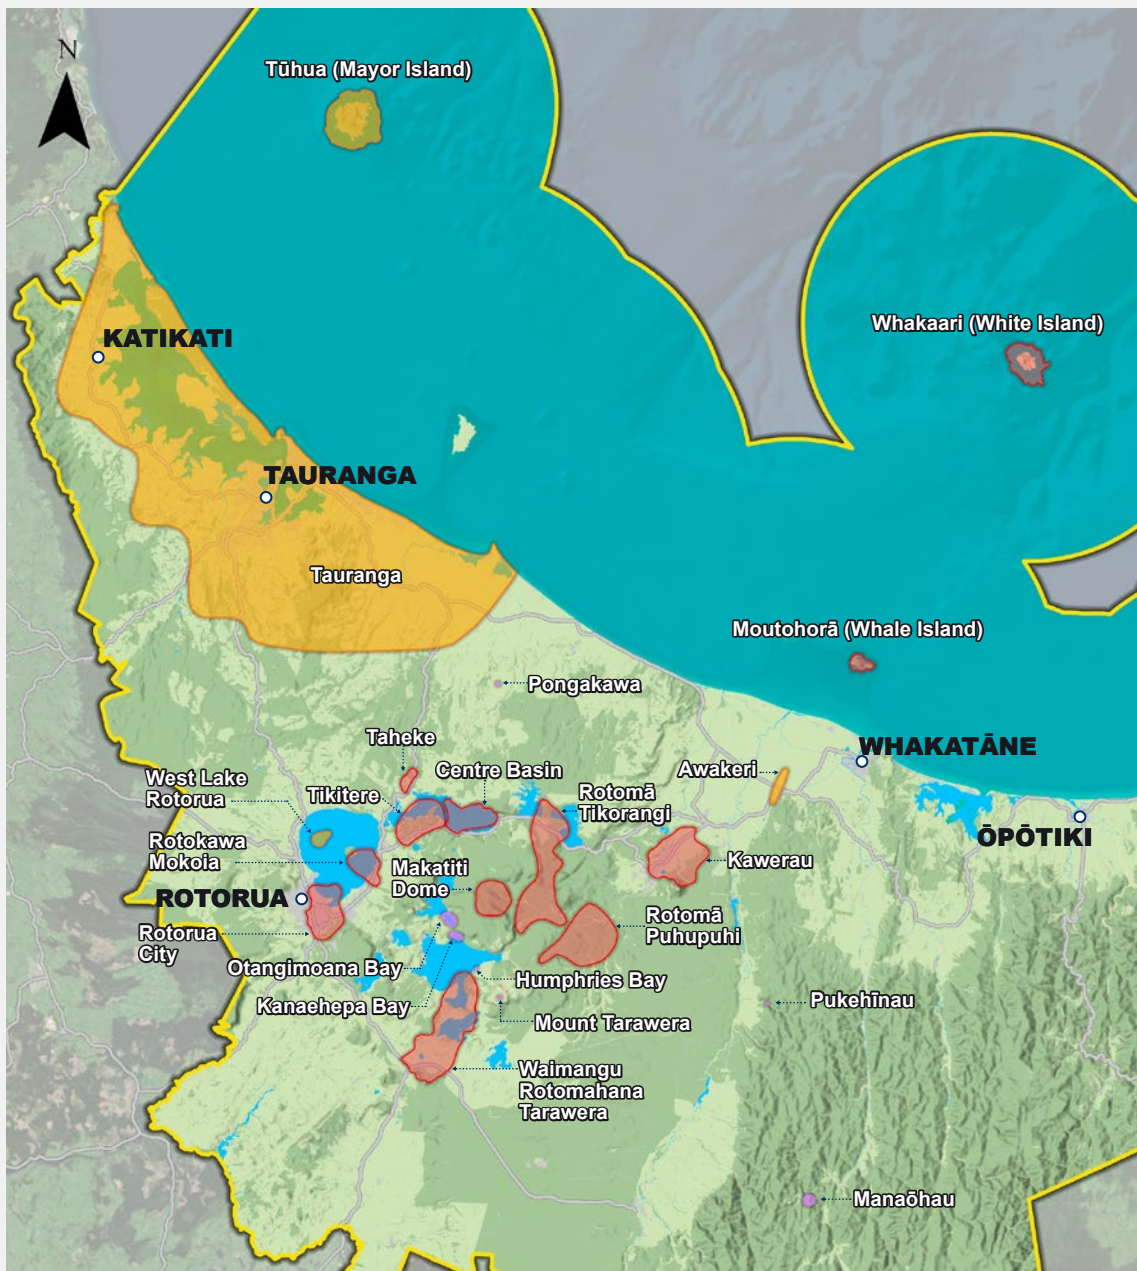 N
Tūhua (Mayor Island)
Whakaari (White Island)
KATIKATI
TAURANGA
Tauranga
Moutohorā (Whale Island)
Pongakawa
Taheke
WHAKATĀNE
West Lake
Rotorua
Tikitere
Centre Basin
Awakeri
Rotomā
Tikorangi
ŌPŌTIKI
Rotokawa
Mokoia
Makatiti
Dome
Kawerau
ROTORUA
Rotorua
City
Rotomā
Puhupuhi
Otangimoana Bay
Humphries Bay
Kanaehepa Bay
Pukehīnau
Mount Tarawera
Waimangu
Rotomahana
Tarawera
Manaōhau